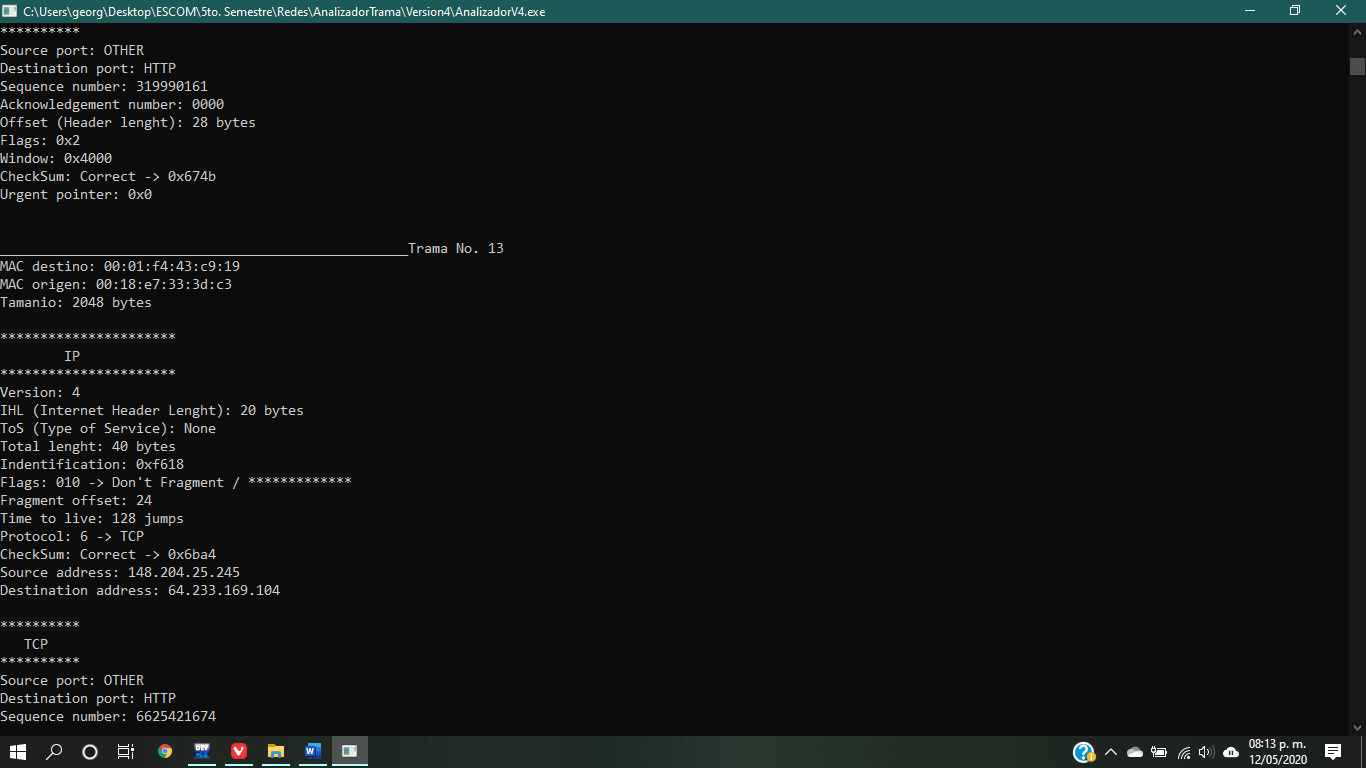 C:\Users\georg\Desktop\ESCOM\5to. Semestre\Redes\AnalizadorTrama\Version4\AnalizadorV4.exe
**********
Source port: OTHER
Destination port: HTTP
Sequence number: 319990161
Acknowledgement number: 0000
Offset (Header lenght): 28 bytes
Flags: 0x2
Window: 0x4000
CheckSum: Correct -> 0x674b
Urgent pointer: 0x0
___________________________________________________Trama No. 13
MAC destino: 00:01:f4:43:c9:19
MAC origen: 00:18:e7:33:3d:c3
Tamanio: 2048 bytes
**********************
IP
**********************
Version: 4
IHL (Internet Header Lenght): 20 bytes
ToS (Type of Service): None
Total lenght: 40 bytes
Indentification: 0xf618
Flags: 010 -> Don't Fragment / *************
Fragment offset: 24
Time to live: 128 jumps
Protocol: 6 -> TCP
CheckSum: Correct -> 0x6ba4
Source address: 148.204.25.245
Destination address: 64.233.169.104
**********
TCP
**********
Source port: OTHER
Destination port: HTTP
Sequence number: 6625421674
08:13 p. m.
12/05/2020